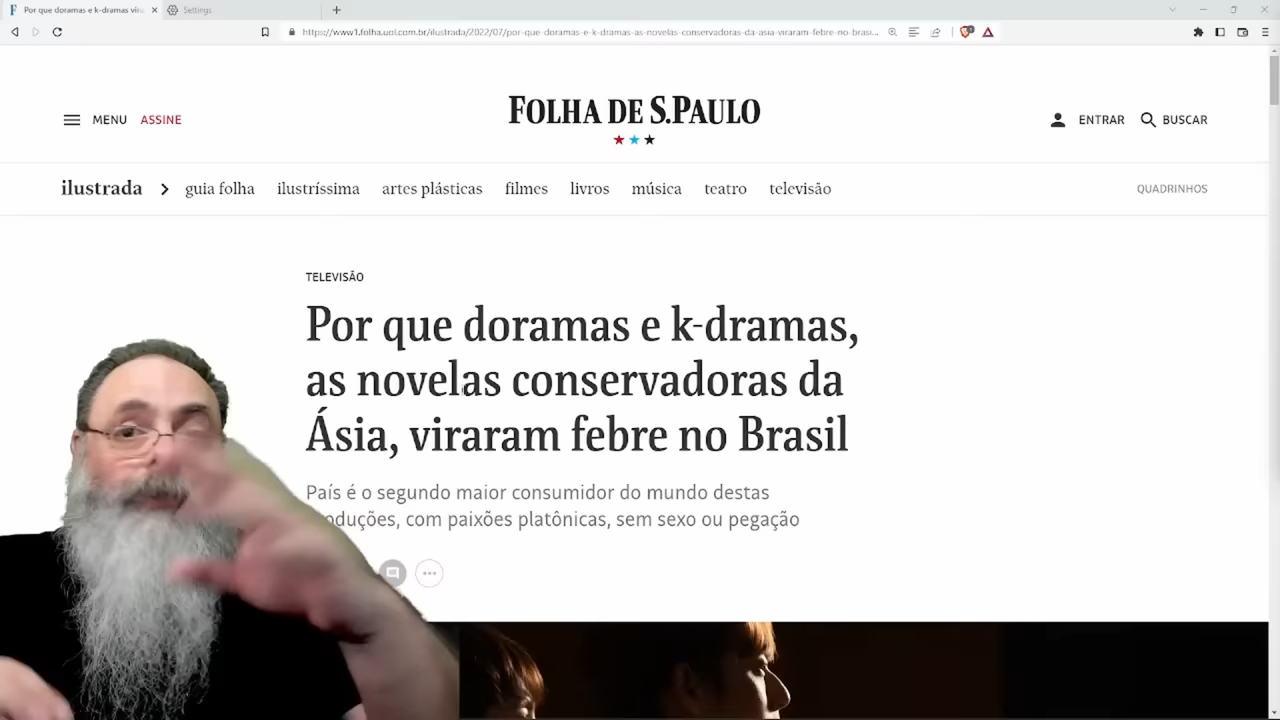 Por que doramas e k-dramas vira
Settings
https://www1.folha.uol.com.br/ilustrada/2022/07/por-que-doramas-e-k-dramas-as-novelas-conservadoras-da-asia-viraram-febre-no-brasi...
MENU ASSINE
FOLHA DE S.PAULO
ENTRAR BUSCAR
ilustrada guia folha ilustríssima artes plásticas filmes livros música teatro televisão QUADRINHOS
TELEVISÃO
Por que doramas e k-dramas,
as novelas conservadoras da
Ásia, viraram febre no Brasil
País é o segundo maior consumidor do mundo destas
oduções, com paixões platônicas, sem sexo ou pegação